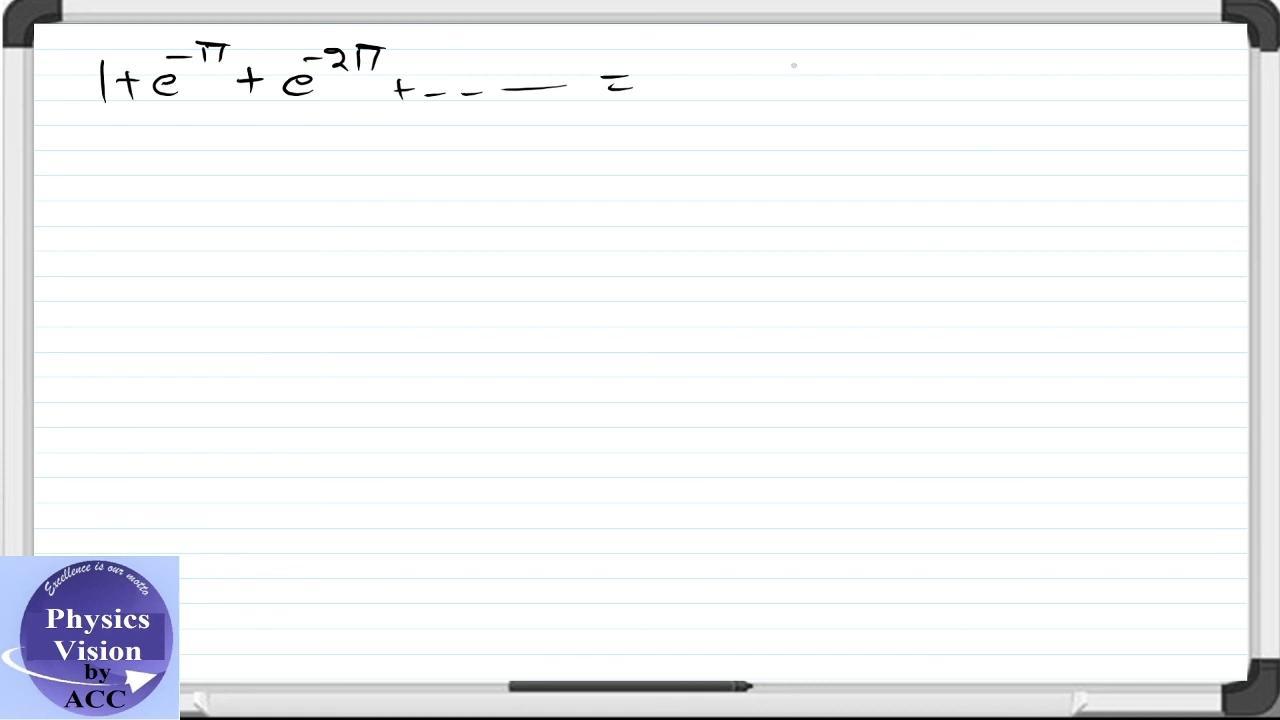 1 + e^{-π} + e^{-2π} + - - — =
Excellence is our motto
Physics
Vision
by
ACC